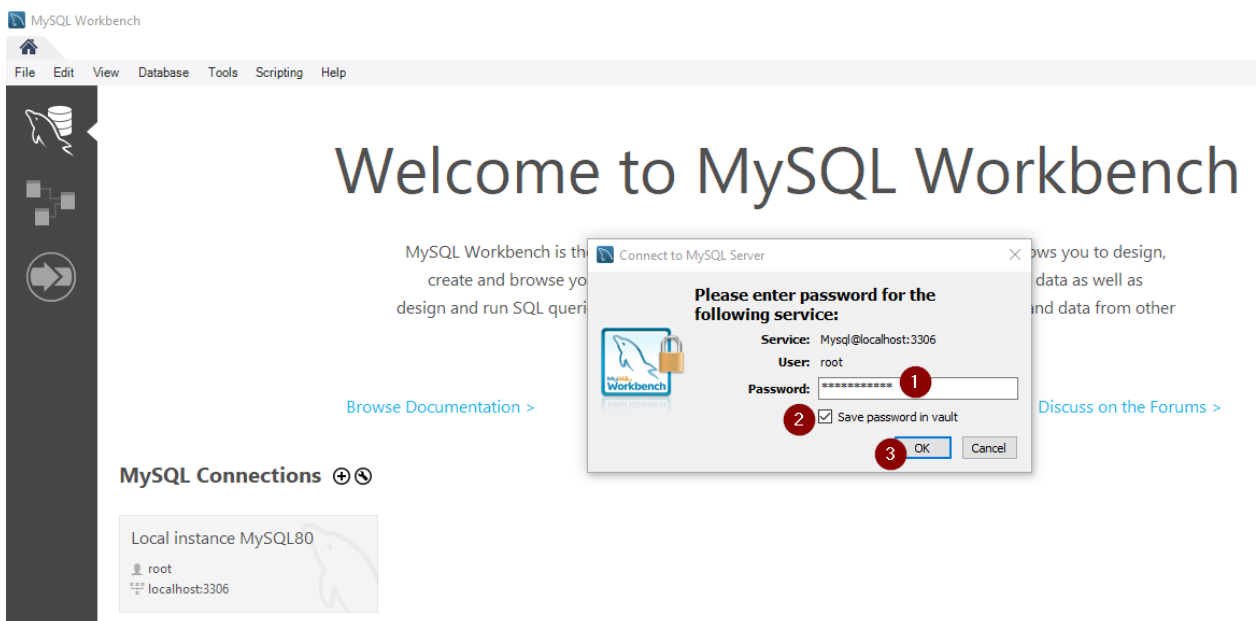 MySQL Workbench
File Edit View Database Tools Scripting Help
Welcome to MySQL Workbench
MySQL Workbench is th
ows you to design,
create and browse yo
data as well as
design and run SQL queri
and data from other
Browse Documentation >
Discuss on the Forums >
Connect to MySQL Server
Please enter password for the
following service:
Service: Mysql@localhost:3306
User: root
Password: *********** 1
2 Save password in vault
3 OK Cancel
MySQL
Workbench
MySQL Connections
Local instance MySQL80
root
localhost:3306